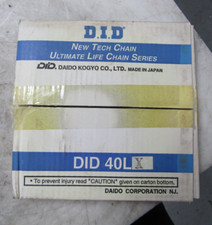 D.I.D
NEW TECH CHAIN
ULTIMATE LIFE CHAIN SERIES
D.I.D. DAIDO KOGYO CO., LTD. MADE IN JAPAN
DID 40LX
• To prevent injury read "CAUTION" given on carton bottom.
DAIDO CORPORATION NJ.